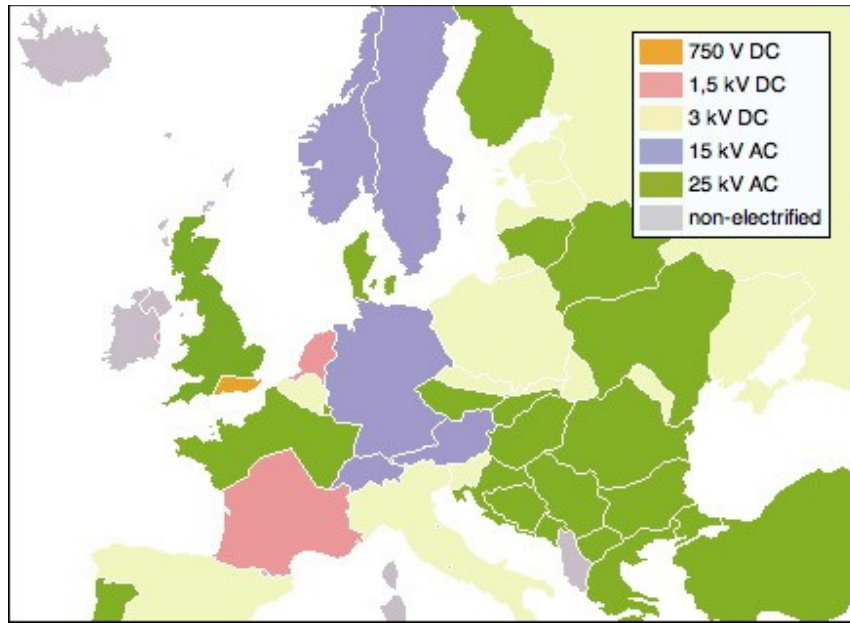 750 V DC
1,5 kV DC
3 kV DC
15 kV AC
25 kV AC
non-electrified